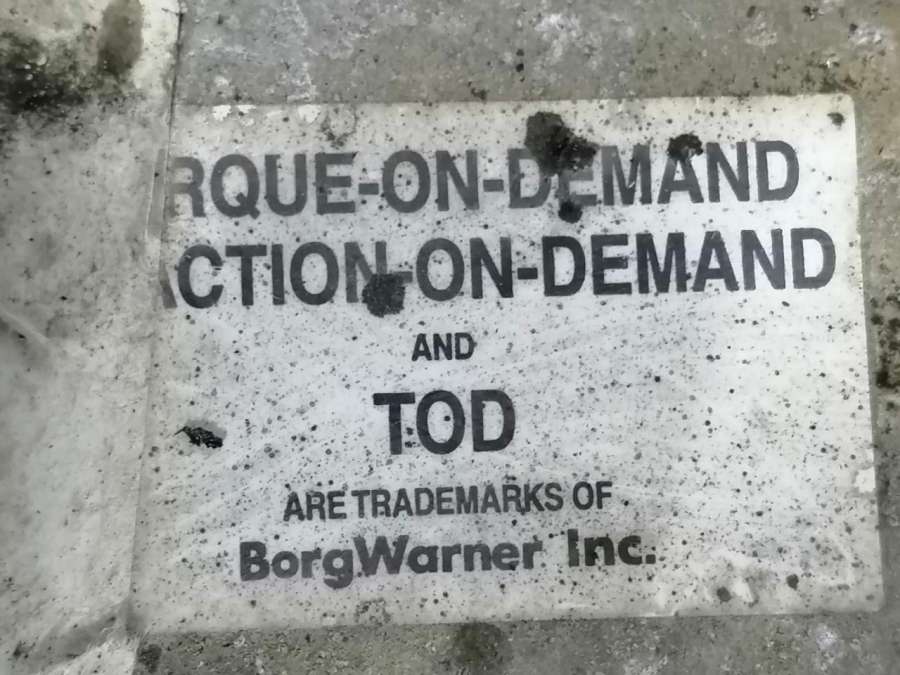 RQUE-ON-DEMAND
ACTION-ON-DEMAND
AND
TOD
ARE TRADEMARKS OF
BorgWarner Inc.